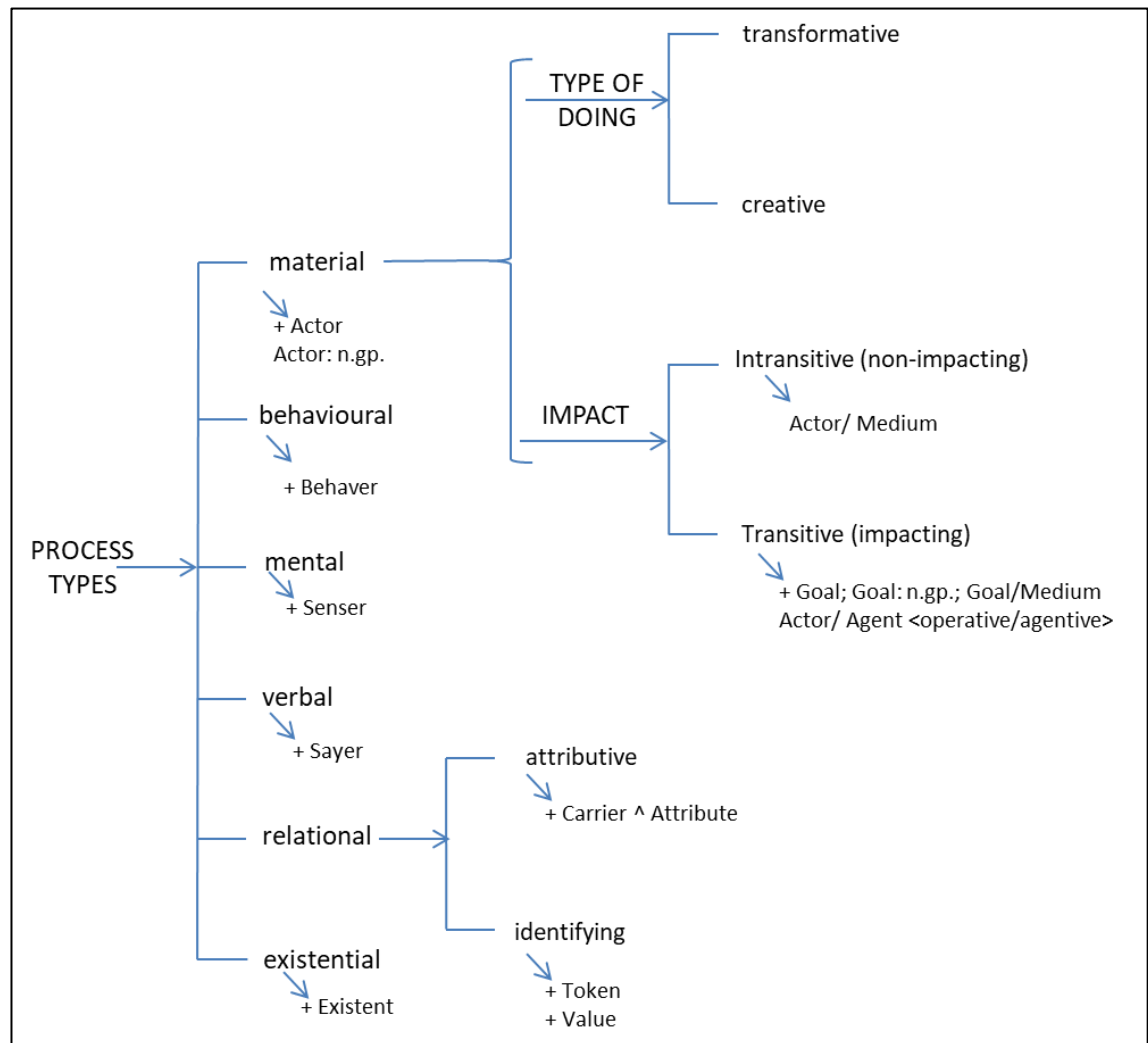 PROCESS
TYPES
material
+ Actor
Actor: n.gp.
behavioural
+ Behaver
mental
+ Senser
verbal
+ Sayer
relational
existential
+ Existent
TYPE OF
DOING
transformative
creative
IMPACT
Intransitive (non-impacting)
Actor/ Medium
Transitive (impacting)
+ Goal; Goal: n.gp.; Goal/Medium
Actor/ Agent <operative/agentive>
attributive
+ Carrier ^ Attribute
identifying
+ Token
+ Value